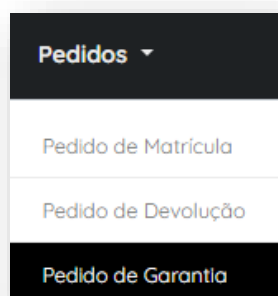 Pedidos
Pedido de Matrícula
Pedido de Devolução
Pedido de Garantia